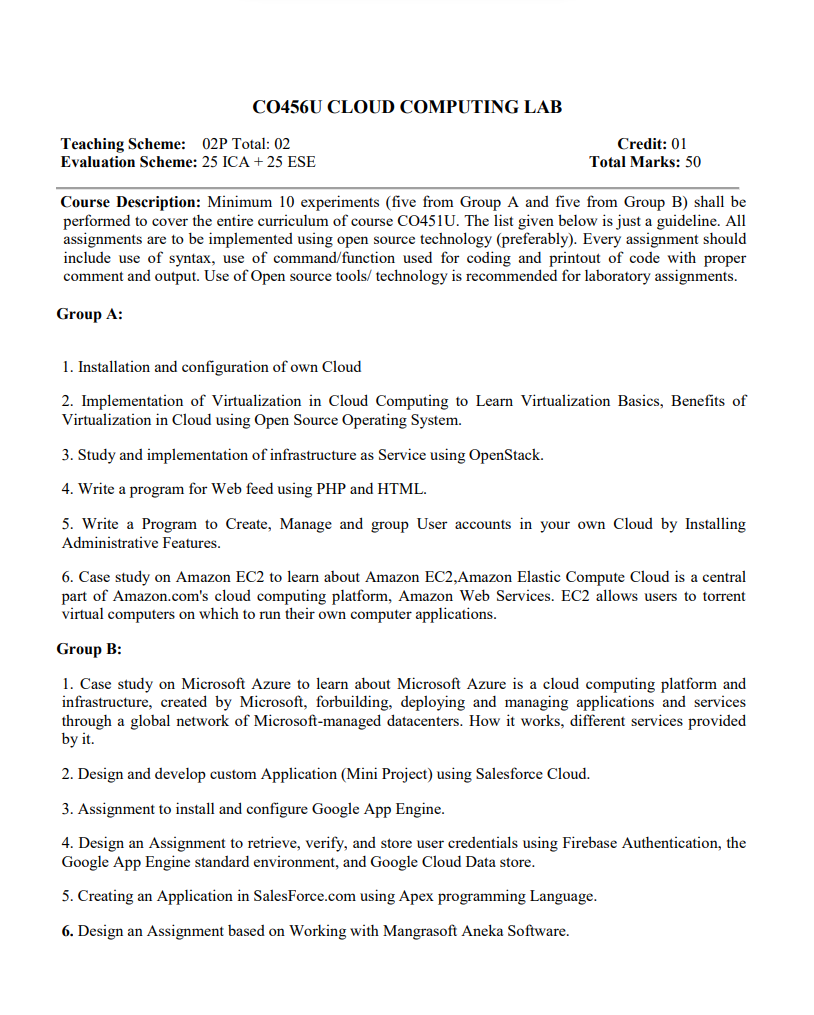 CO456U CLOUD COMPUTING LAB
Teaching Scheme: 02P Total: 02 Credit: 01
Evaluation Scheme: 25 ICA + 25 ESE Total Marks: 50
Course Description: Minimum 10 experiments (five from Group A and five from Group B) shall be
performed to cover the entire curriculum of course CO451U. The list given below is just a guideline. All
assignments are to be implemented using open source technology (preferably). Every assignment should
include use of syntax, use of command/function used for coding and printout of code with proper
comment and output. Use of Open source tools/ technology is recommended for laboratory assignments.
Group A:
1. Installation and configuration of own Cloud
2. Implementation of Virtualization in Cloud Computing to Learn Virtualization Basics, Benefits of
Virtualization in Cloud using Open Source Operating System.
3. Study and implementation of infrastructure as Service using OpenStack.
4. Write a program for Web feed using PHP and HTML.
5. Write a Program to Create, Manage and group User accounts in your own Cloud by Installing
Administrative Features.
6. Case study on Amazon EC2 to learn about Amazon EC2,Amazon Elastic Compute Cloud is a central
part of Amazon.com's cloud computing platform, Amazon Web Services. EC2 allows users to torrent
virtual computers on which to run their own computer applications.
Group B:
1. Case study on Microsoft Azure to learn about Microsoft Azure is a cloud computing platform and
infrastructure, created by Microsoft, forbuilding, deploying and managing applications and services
through a global network of Microsoft-managed datacenters. How it works, different services provided
by it.
2. Design and develop custom Application (Mini Project) using Salesforce Cloud.
3. Assignment to install and configure Google App Engine.
4. Design an Assignment to retrieve, verify, and store user credentials using Firebase Authentication, the
Google App Engine standard environment, and Google Cloud Data store.
5. Creating an Application in SalesForce.com using Apex programming Language.
6. Design an Assignment based on Working with Mangrasoft Aneka Software.